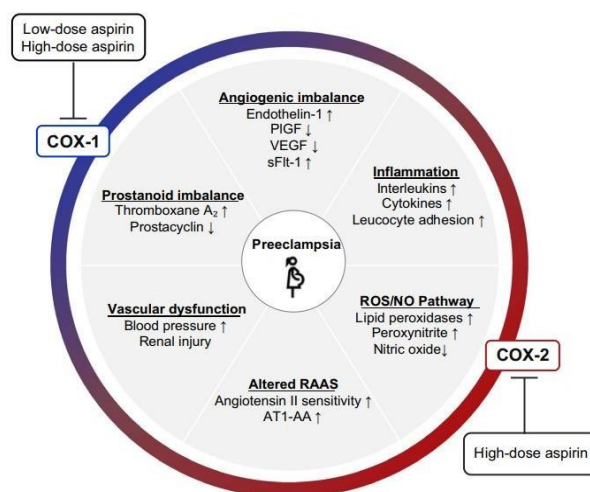 Low-dose aspirin
High-dose aspirin
COX-1
Angiogenic imbalance
Endothelin-1 ↑
PIGF ↓
VEGF ↓
sFlt-1 ↑
Inflammation
Interleukins ↑
Cytokines ↑
Leucocyte adhesion ↑
Prostanoid imbalance
Thromboxane A₂ ↑
Prostacyclin ↓
Preeclampsia
Vascular dysfunction
Blood pressure ↑
Renal injury
ROS/NO Pathway
Lipid peroxidases ↑
Peroxynitrite ↑
Nitric oxide↓
COX-2
Altered RAAS
Angiotensin II sensitivity ↑
AT1-AA ↑
High-dose aspirin